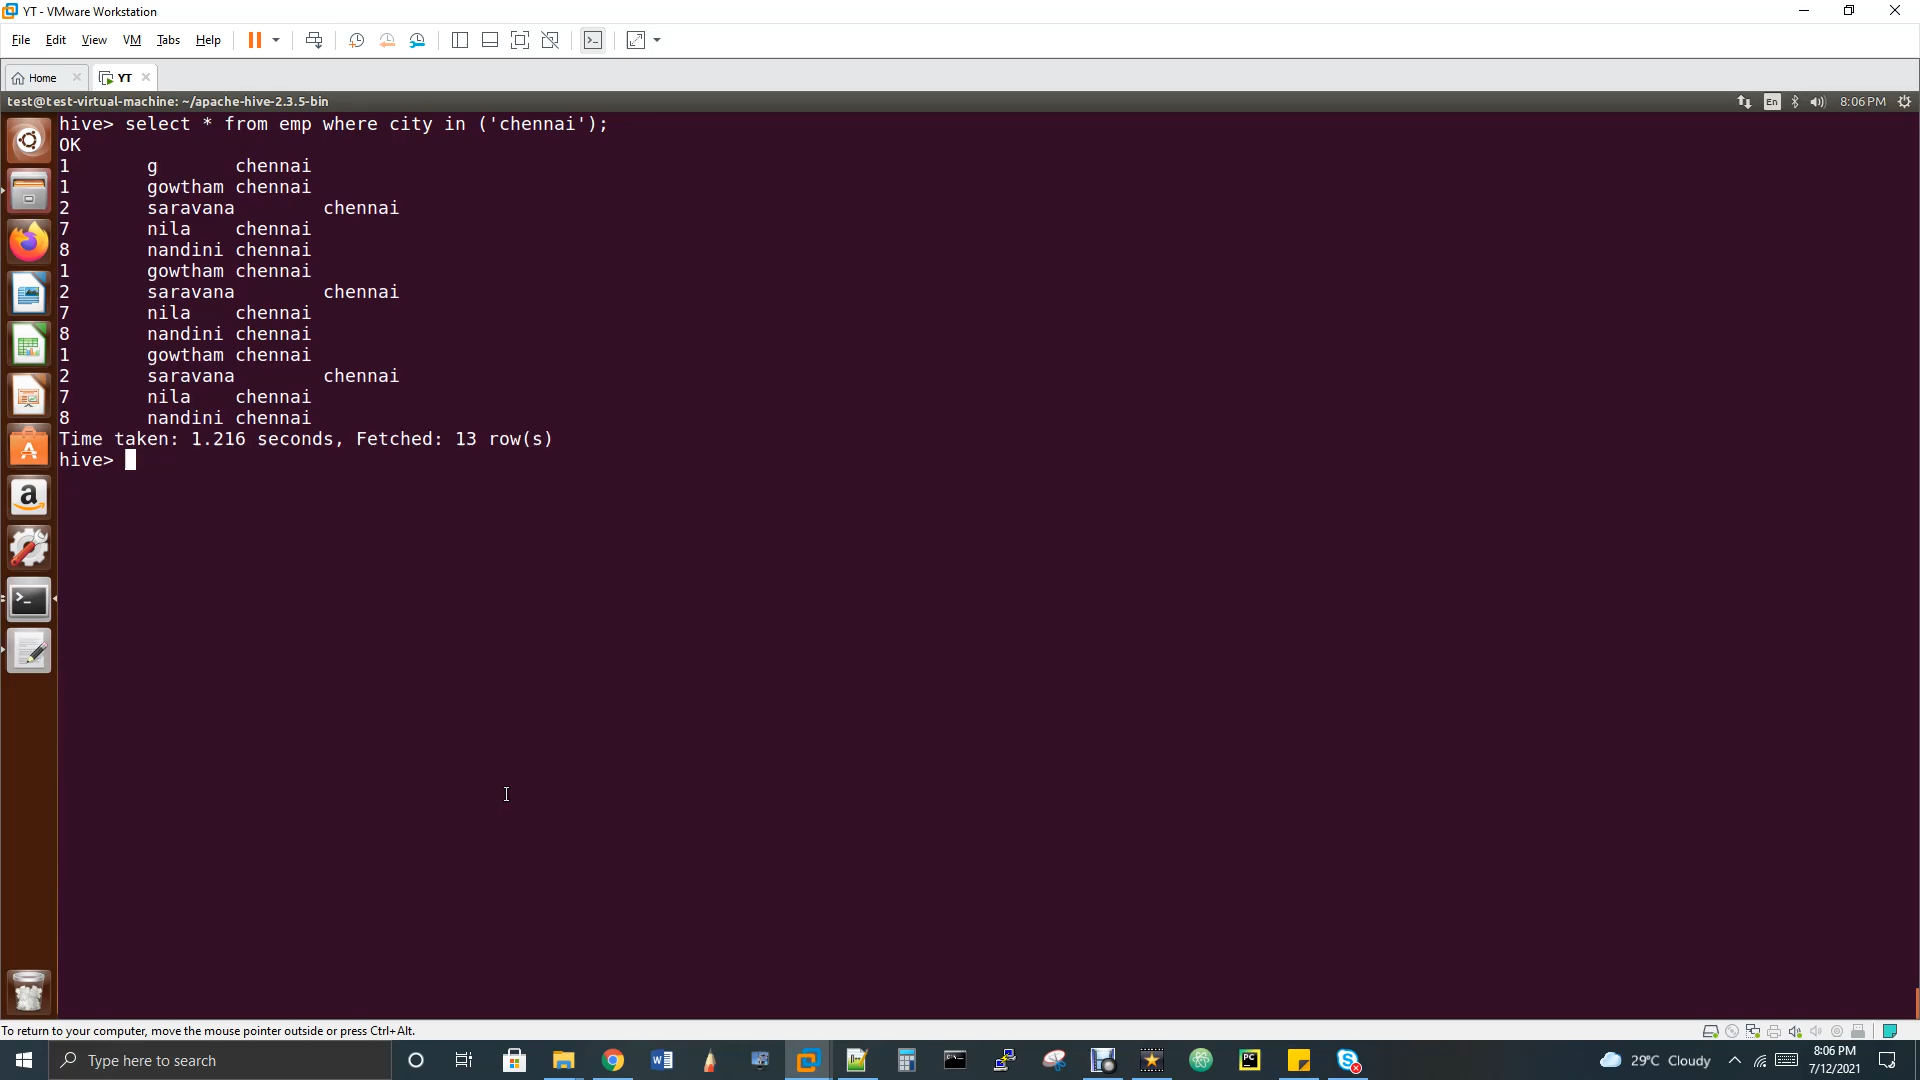 YT - VMware Workstation
File Edit View VM Tabs Help
Home YT
test@test-virtual-machine: ~/apache-hive-2.3.5-bin En 8:06 PM
hive> select * from emp where city in ('chennai');
OK
1 g chennai
1 gowtham chennai
2 saravana chennai
7 nila chennai
8 nandini chennai
1 gowtham chennai
2 saravana chennai
7 nila chennai
8 nandini chennai
1 gowtham chennai
2 saravana chennai
7 nila chennai
8 nandini chennai
Time taken: 1.216 seconds, Fetched: 13 row(s)
hive>
To return to your computer, move the mouse pointer outside or press Ctrl+Alt.
Type here to search 29°C Cloudy 8:06 PM
7/12/2021